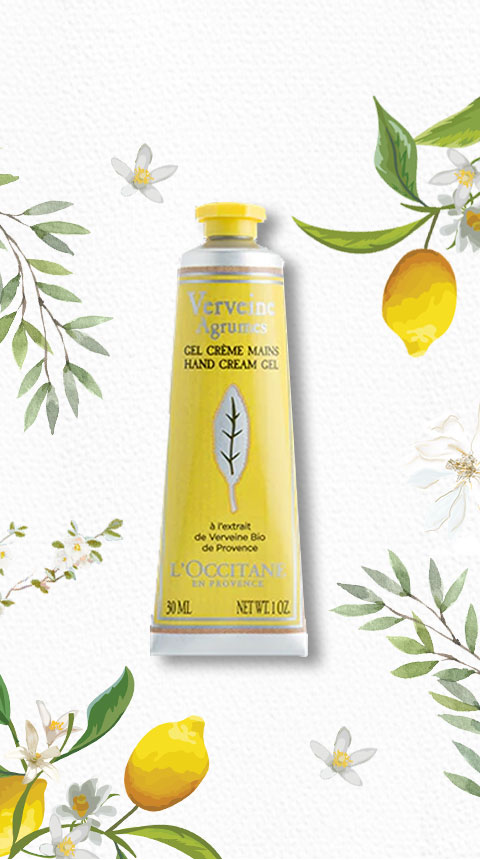 Verveine
Agrumes
GEL CRÈME MAINS
HAND CREAM GEL
à l'extrait
de Verveine Bio
de Provence
L'OCCITANE
EN PROVENCE
30 ML NET WT. 1 OZ.